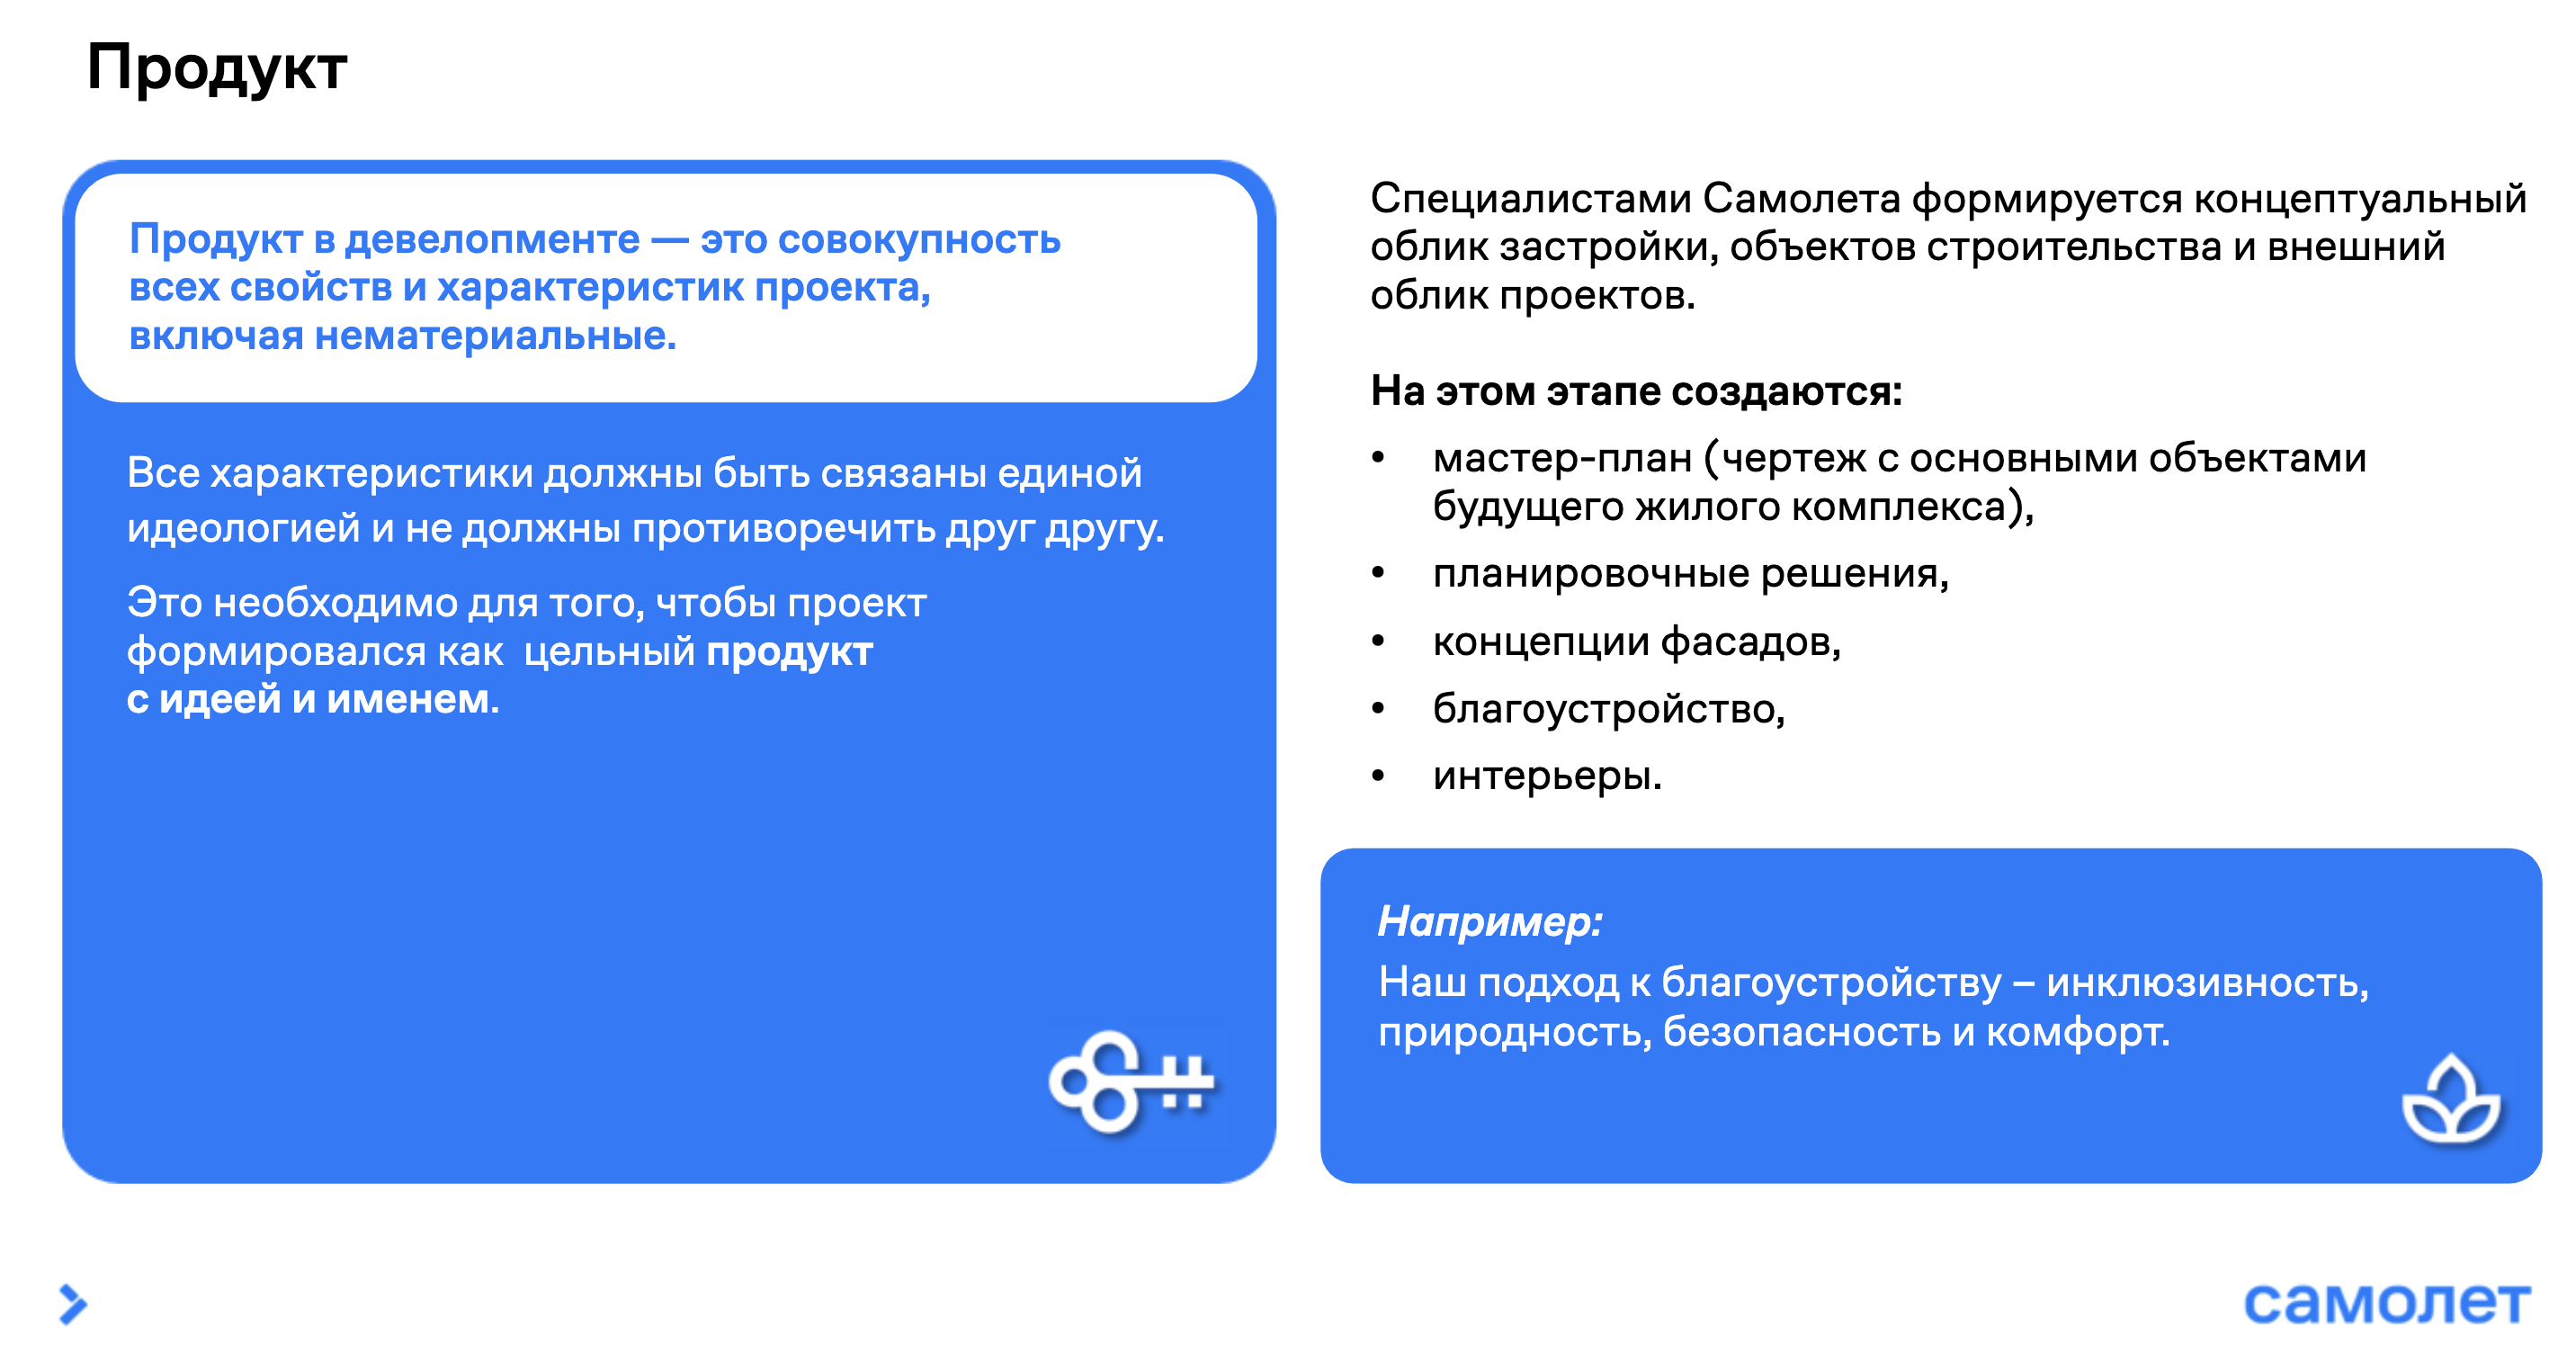 Продукт
Продукт в девелопменте — это совокупность
всех свойств и характеристик проекта,
включая нематериальные.
Все характеристики должны быть связаны единой
идеологией и не должны противоречить друг другу.
Это необходимо для того, чтобы проект
формировался как  цельный продукт
с идеей и именем.
Специалистами Самолета формируется концептуальный
облик застройки, объектов строительства и внешний
облик проектов.
На этом этапе создаются:
• мастер-план (чертеж с основными объектами
будущего жилого комплекса),
• планировочные решения,
• концепции фасадов,
• благоустройство,
• интерьеры.
Например:
Наш подход к благоустройству – инклюзивность,
природность, безопасность и комфорт.
самолет